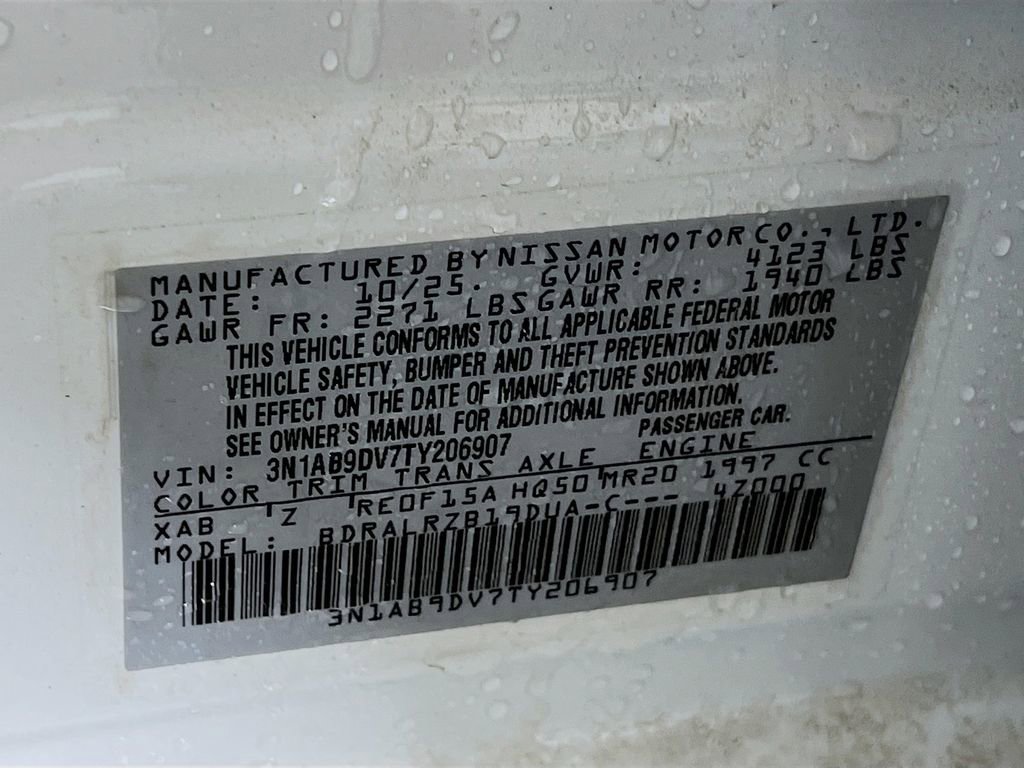 MANUFACTURED BY NISSAN MOTOR CO., LTD.
DATE: 10/25. GVWR: 4123 LBS
GAWR FR: 2271 LBS GAWR RR: 1940 LBS
THIS VEHICLE CONFORMS TO ALL APPLICABLE FEDERAL MOTOR
VEHICLE SAFETY, BUMPER AND THEFT PREVENTION STANDARDS
IN EFFECT ON THE DATE OF MANUFACTURE SHOWN ABOVE.
SEE OWNER'S MANUAL FOR ADDITIONAL INFORMATION.
VIN: 3N1AB9DV7TY206907 PASSENGER CAR.
COLOR TRIM TRANS AXLE ENGINE
XAB Z RE0F15A HQ50 MR20 1997 CC
MODEL: BDRALRZB19DUA-C--- 4Z000
3N1AB9DV7TY206907